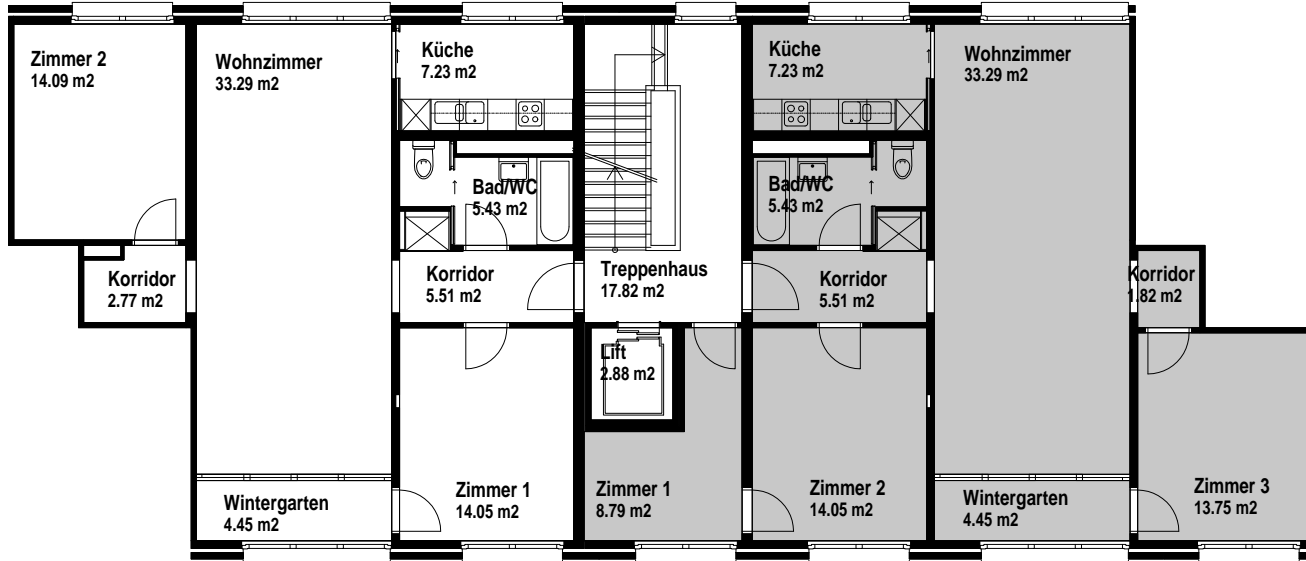 Zimmer 2
14.09 m2
Wohnzimmer
33.29 m2
Küche
7.23 m2
Küche
7.23 m2
Wohnzimmer
33.29 m2
Bad/WC
5.43 m2
Bad/WC
5.43 m2
Korridor
2.77 m2
Korridor
5.51 m2
Treppenhaus
17.82 m2
Korridor
5.51 m2
Korridor
1.82 m2
Lift
2.88 m2
Wintergarten
4.45 m2
Zimmer 1
14.05 m2
Zimmer 1
8.79 m2
Zimmer 2
14.05 m2
Wintergarten
4.45 m2
Zimmer 3
13.75 m2